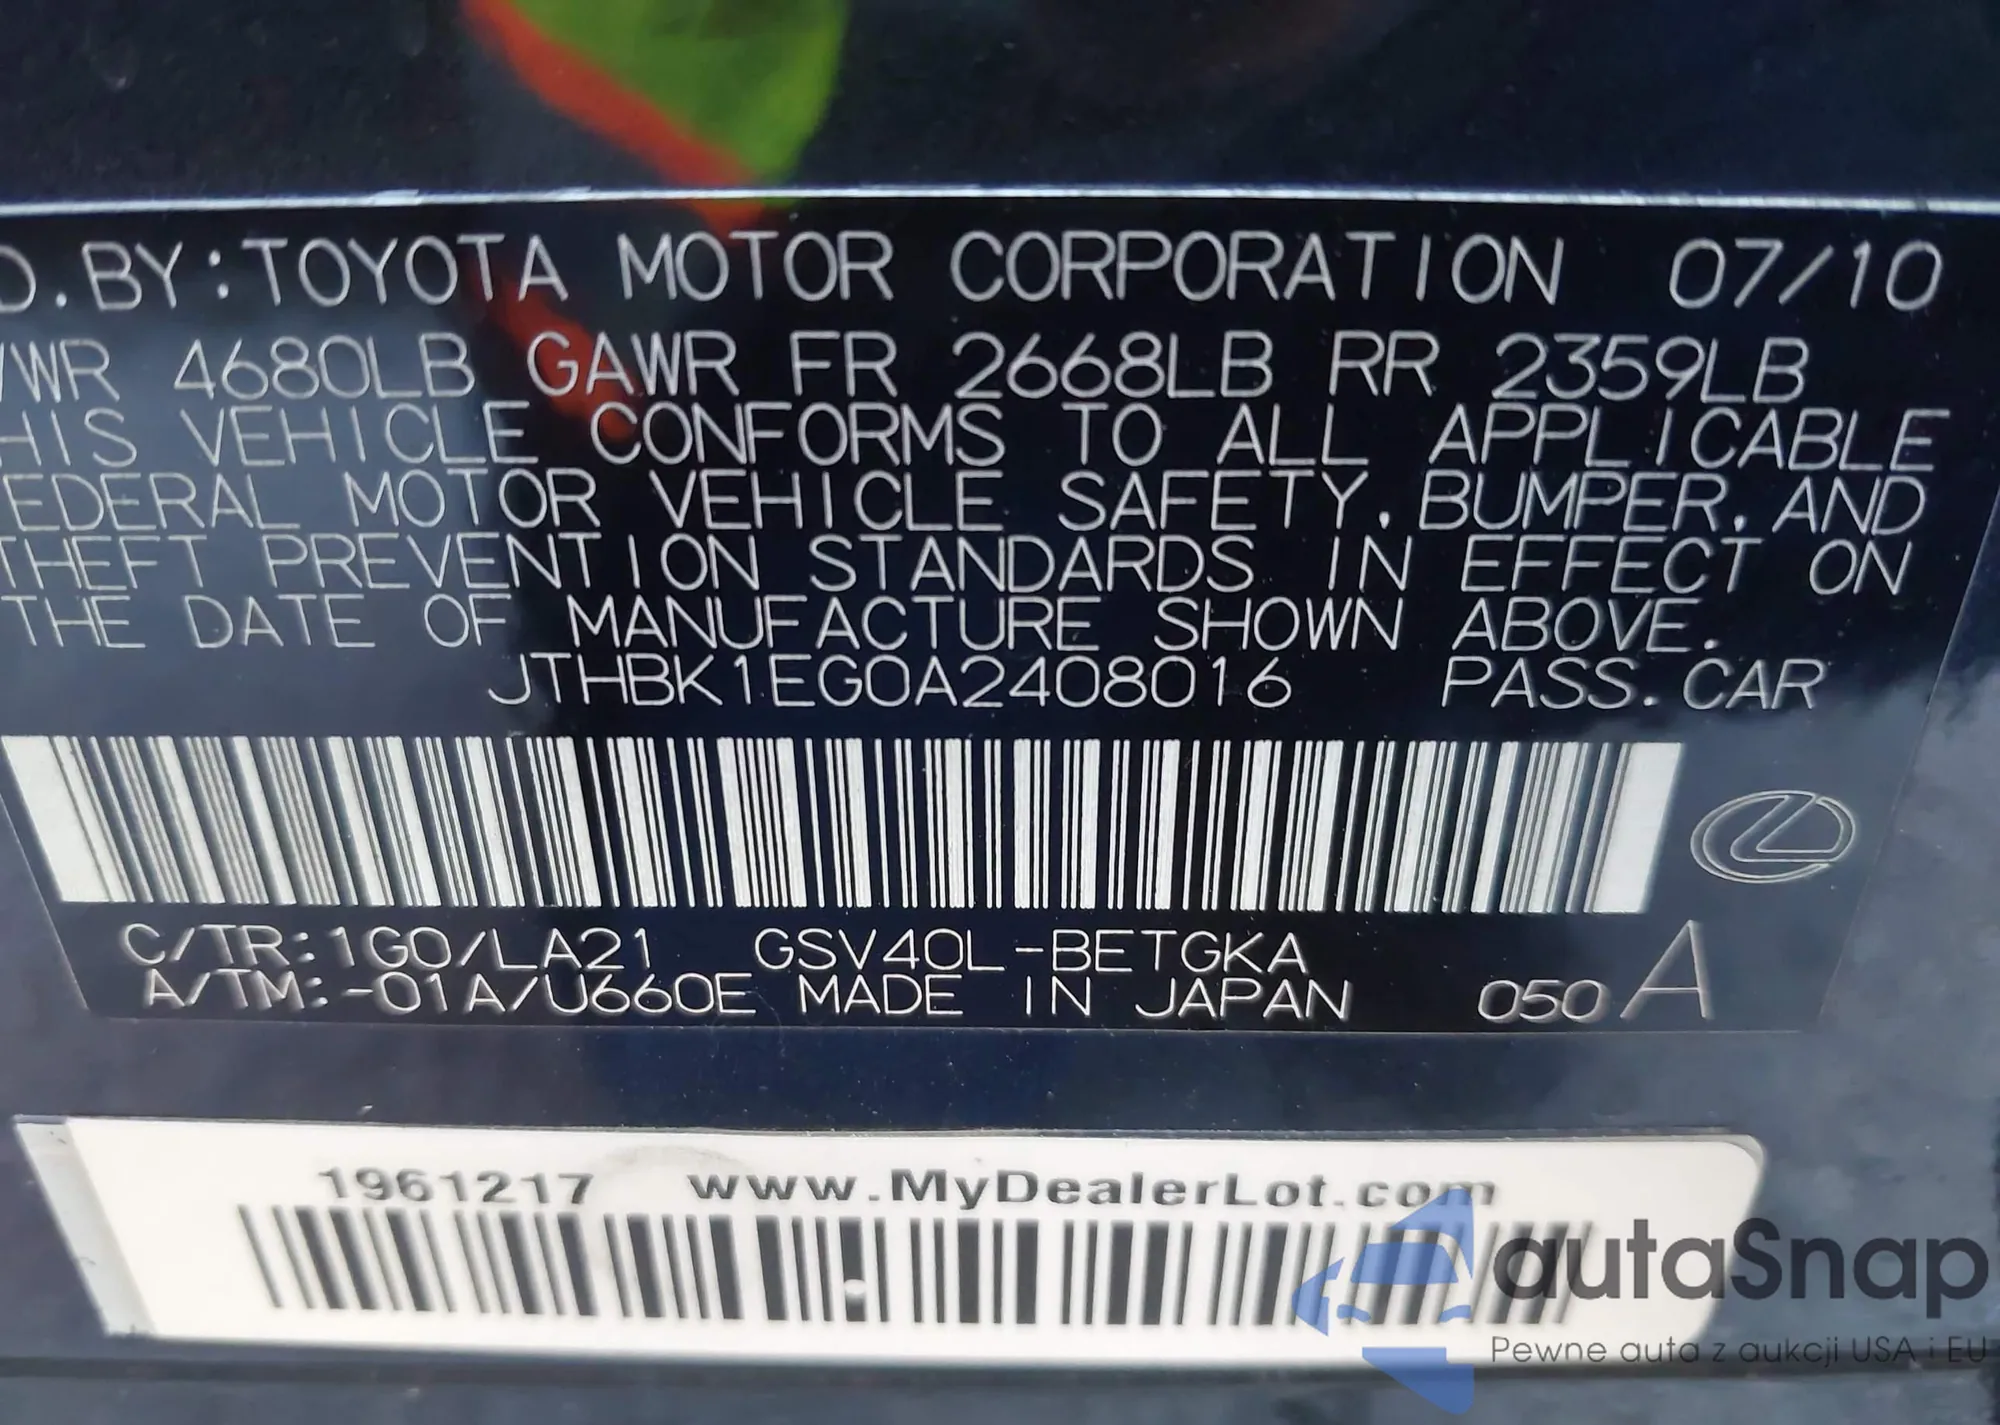 D.BY:TOYOTA MOTOR CORPORATION 07/10
VWR 4680LB GAWR FR 2668LB RR 2359LB
HIS VEHICLE CONFORMS TO ALL APPLICABLE
EDERAL MOTOR VEHICLE SAFETY, BUMPER, AND
THEFT PREVENTION STANDARDS IN EFFECT ON
THE DATE OF MANUFACTURE SHOWN ABOVE.
JTHBK1EG0A2408016 PASS.CAR
C/TR:1G0/LA21 GSV40L-BETGKA
A/TM:-01A/U660E MADE IN JAPAN 050 A
1961217 www.MyDealerLot.com
autaSnap
Pewne auta z aukcji USA i EU